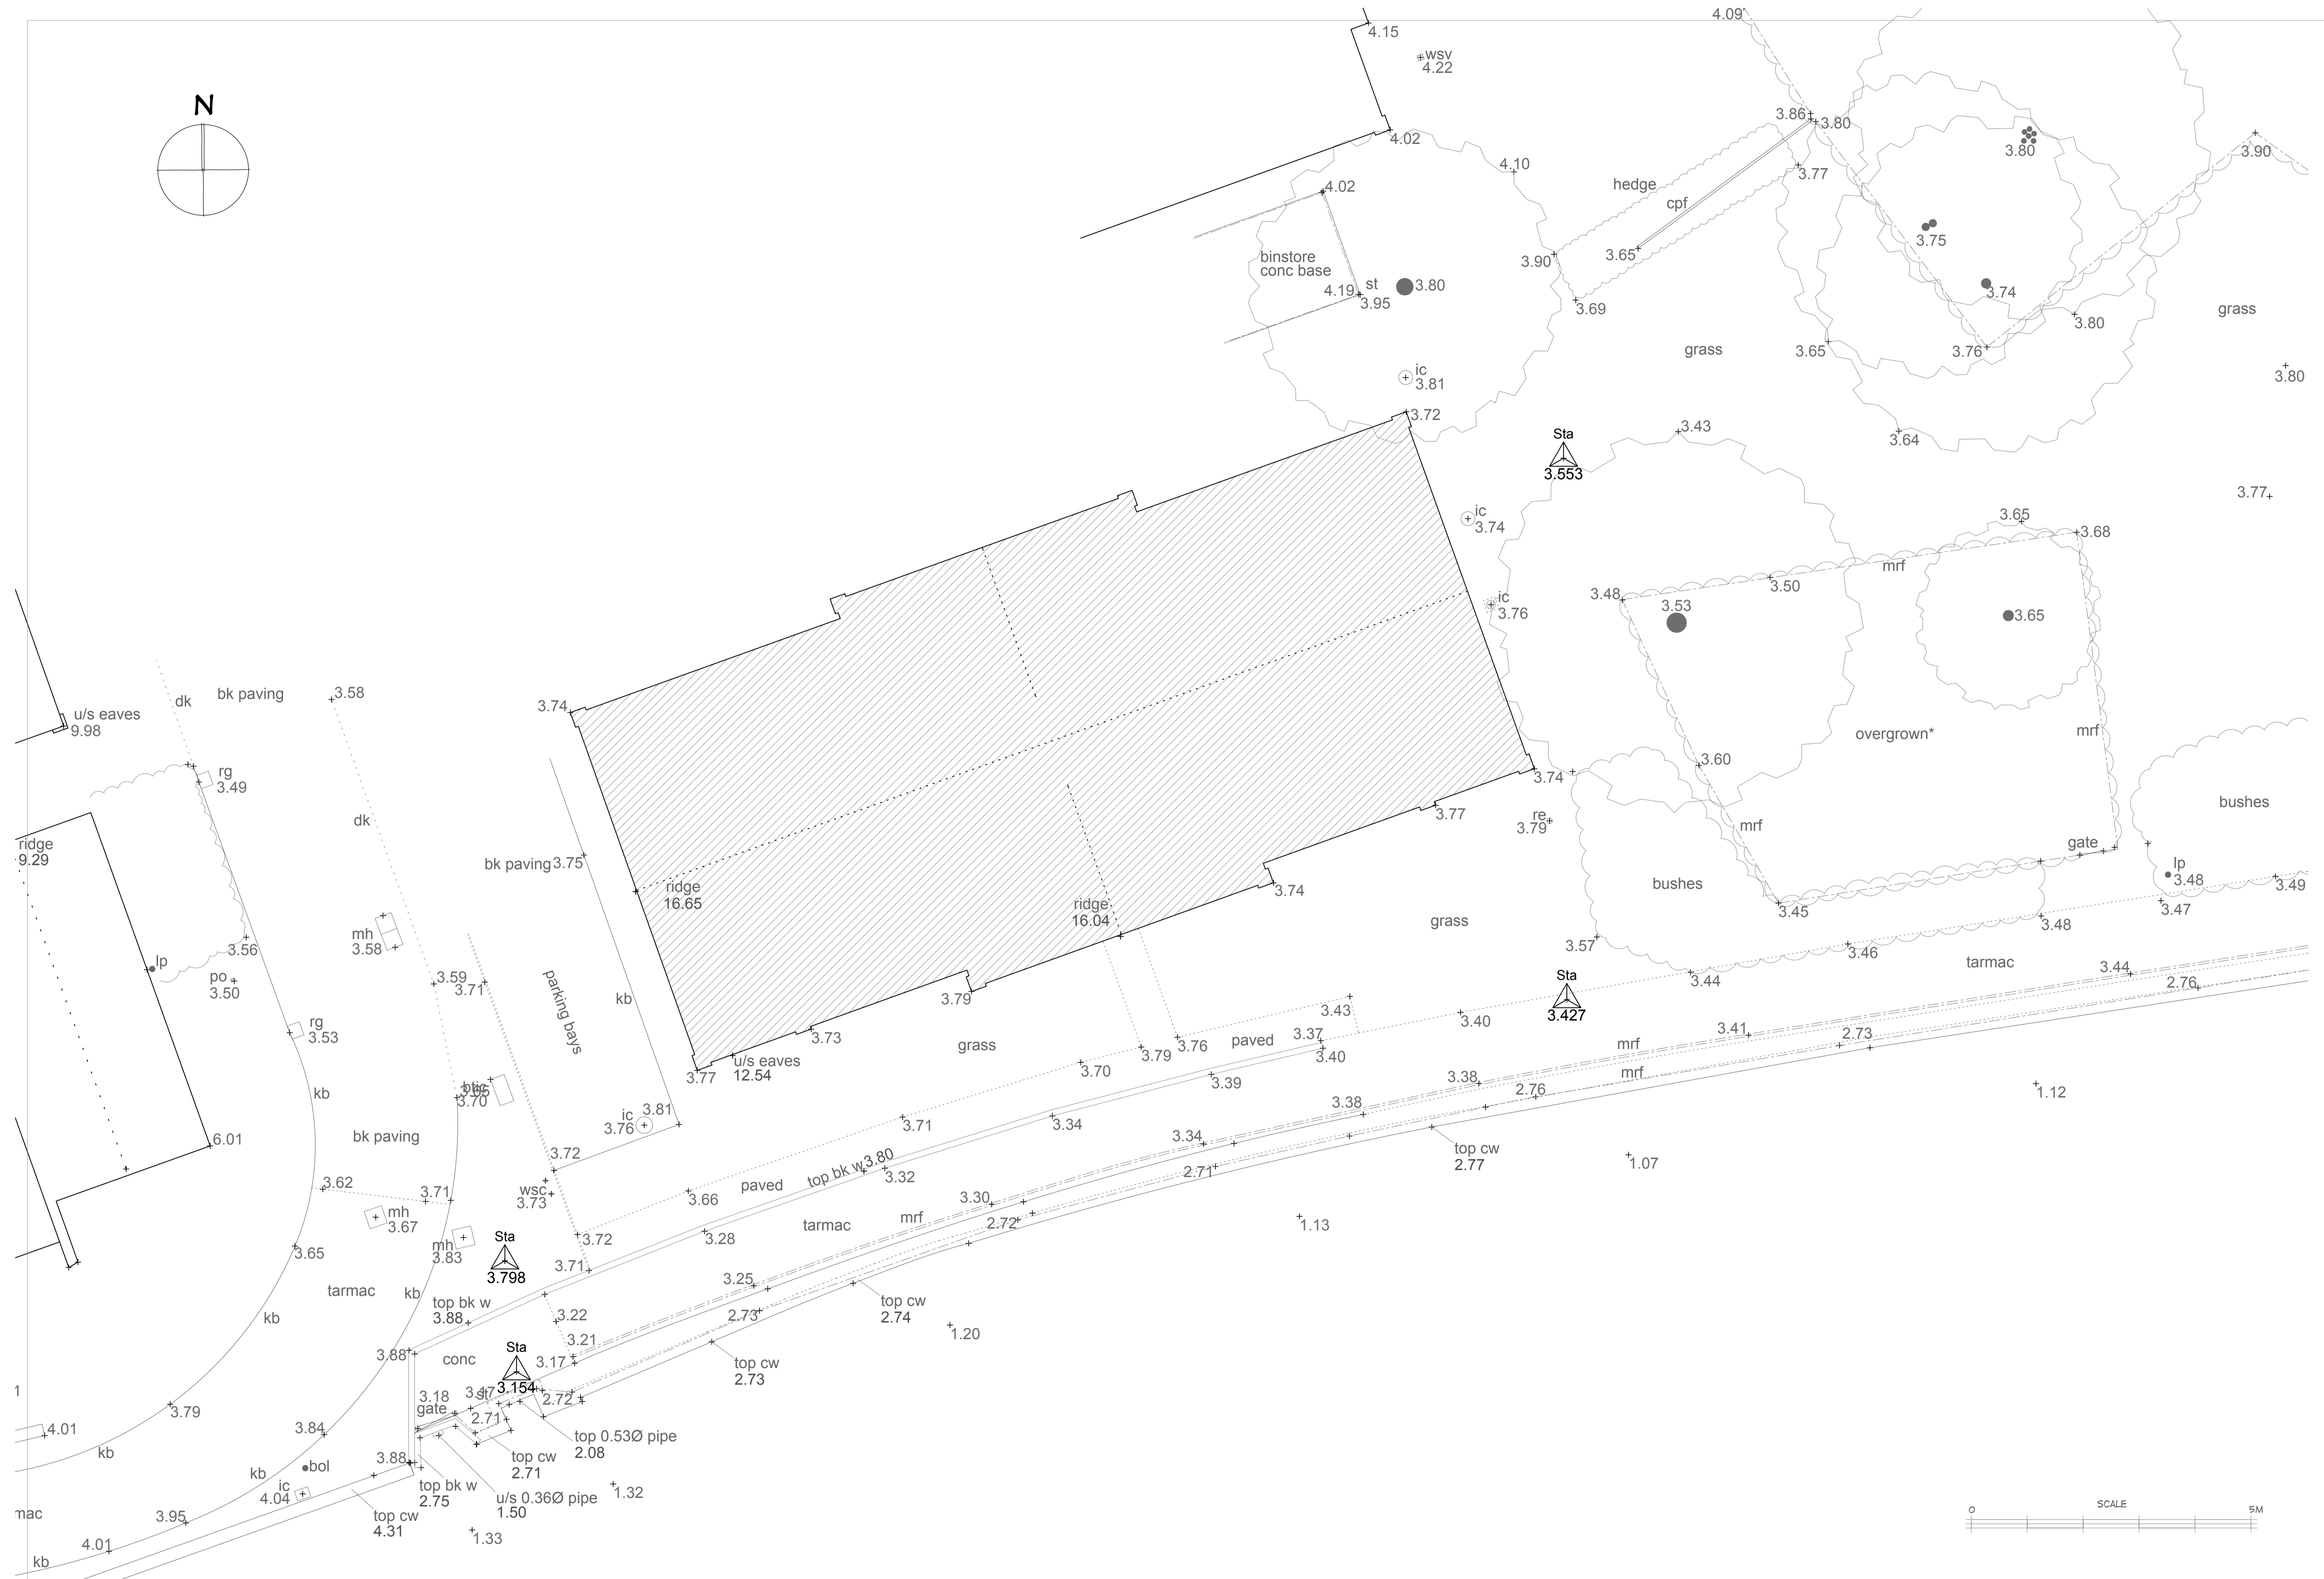 4.15
wsv
4.22
4.09
N
4.02
4.10
3.86
3.80
3.77
3.80
3.90
hedge
cpf
4.02
3.75
3.90
3.65
binstore
conc base
4.19
st
3.95
3.80
3.69
3.74
3.80
grass
grass
3.65
3.76
ic
3.81
3.80
3.72
3.43
Sta
3.553
3.64
3.77
ic
3.74
3.65
3.68
mrf
3.50
3.48
3.53
ic
3.76
3.65
dk
bk paving
3.58
3.74
u/s eaves
9.98
overgrown*
mrf
rg
3.49
3.60
3.74
3.77
re
3.79
bushes
dk
mrf
gate
ridge
9.29
bk paving
3.75
ridge
16.65
3.74
bushes
lp
3.48
3.49
3.47
ridge
16.04
3.45
grass
3.48
mh
3.58
3.56
3.57
3.46
lp
po
3.50
3.59
3.71
parking bays
kb
3.79
tarmac
3.44
3.44
2.76
Sta
3.427
3.43
3.40
rg
3.53
3.73
grass
3.37
3.40
paved
3.76
3.79
3.41
2.73
mrf
mrf
u/s eaves
12.54
3.77
3.70
3.39
3.38
2.76
1.12
kb
3.70
3.81
ic
3.76
3.71
3.34
3.38
6.01
bk paving
3.34
top cw
2.77
1.07
3.72
top bk w
3.80
3.32
2.71
3.62
3.71
wsc
3.73
paved
3.66
3.30
mrf
2.72
1.13
mh
3.67
tarmac
3.28
3.72
mh
3.83
Sta
3.798
3.65
3.71
tarmac
kb
3.25
top bk w
3.88
3.22
2.73
top cw
2.74
1.20
kb
3.21
3.88
conc
Sta
3.154
3.17
top cw
2.73
3.18
gate
st
2.72
2.71
3.79
3.84
4.01
top 0.53Ø pipe
2.08
kb
3.88
top cw
2.71
bol
kb
ic
4.04
top bk w
2.75
u/s 0.36Ø pipe
1.50
1.32
mac
3.95
top cw
4.31
1.33
4.01
kb
O
SCALE
5M